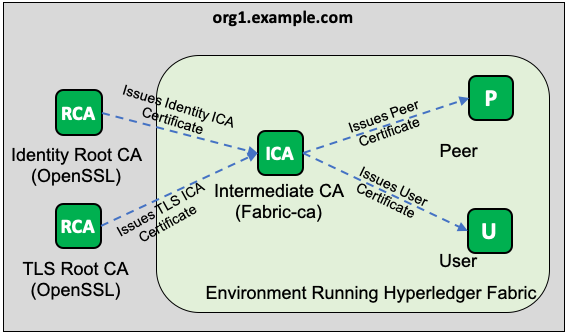 org1.example.com
RCA
Issues Identity ICA
Certificate
Identity Root CA
(OpenSSL)
ICA
Intermediate CA
(Fabric-ca)
Issues Peer
Certificate
P
Peer
RCA
Issues TLS ICA
Certificate
TLS Root CA
(OpenSSL)
Issues User
Certificate
U
User
Environment Running Hyperledger Fabric